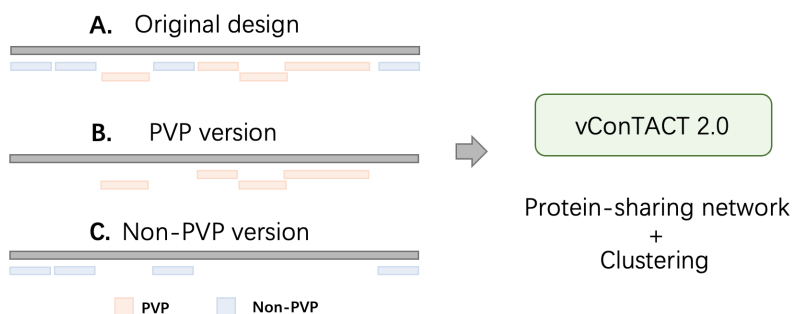 A. Original design
B. PVP version
C. Non-PVP version
PVP Non-PVP
vConTACT 2.0
Protein-sharing network
+
Clustering